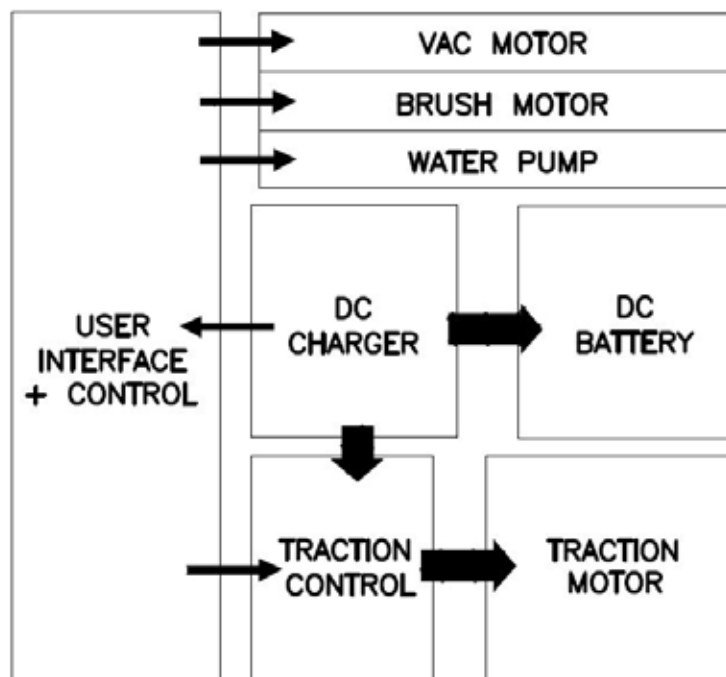 VAC MOTOR
BRUSH MOTOR
WATER PUMP
USER
INTERFACE
+ CONTROL
DC
CHARGER
DC
BATTERY
TRACTION
CONTROL
TRACTION
MOTOR